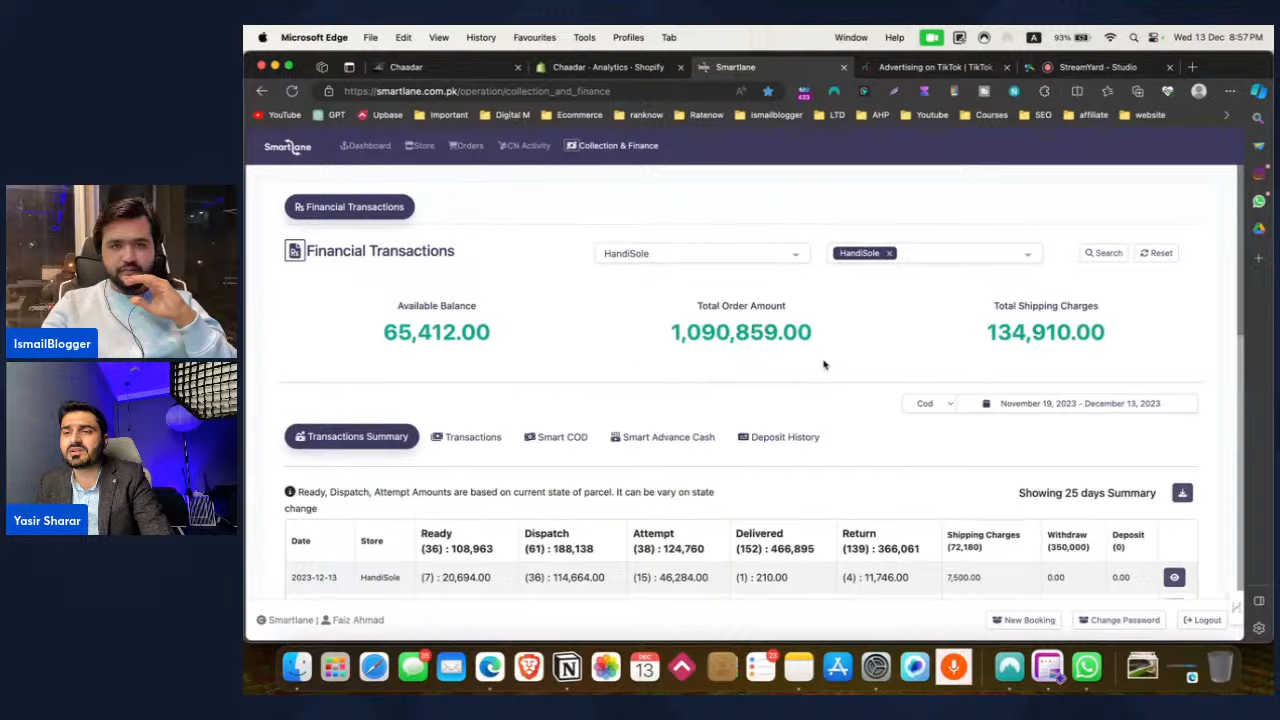 Microsoft Edge File Edit View History Favourites Tools Profiles Tab Window Help A 93% Wed 13 Dec 8:57PM
Chaadar Chaadar · Analytics · Shopify Smartlane Advertising on TikTok | TikTok StreamYard - Studio
https://smartlane.com.pk/operation/collection_and_finance
433
YouTube GPT Upbase Important Digital M Ecommerce ranknow Ratenow ismailblogger LTD AHP Youtube Courses SEO affiliate website
Smartlane Dashboard Store Orders CN Activity Collection & Finance
Financial Transactions
Financial Transactions
HandiSole HandiSole × Search Reset
Available Balance Total Order Amount Total Shipping Charges
65,412.00 1,090,859.00 134,910.00
Cod November 19, 2023 - December 13, 2023
Transactions Summary Transactions Smart COD Smart Advance Cash Deposit History
Ready, Dispatch, Attempt Amounts are based on current state of parcel. It can be vary on state
change
Showing 25 days Summary
Date Store Ready Dispatch Attempt Delivered Return Shipping Charges Withdraw Deposit
(36) : 108,963 (61) : 188,138 (38) : 124,760 (152) : 466,895 (139) : 366,061 (72,180) (350,000) (0)
2023-12-13 HandiSole (7) : 20,694.00 (36) : 114,664.00 (15) : 46,284.00 (1) : 210.00 (4) : 11,746.00 7,500.00 0.00 0.00
© Smartlane | Faiz Ahmad New Booking Change Password Logout
IsmailBlogger
Yasir Sharar
35
DEC
13
23